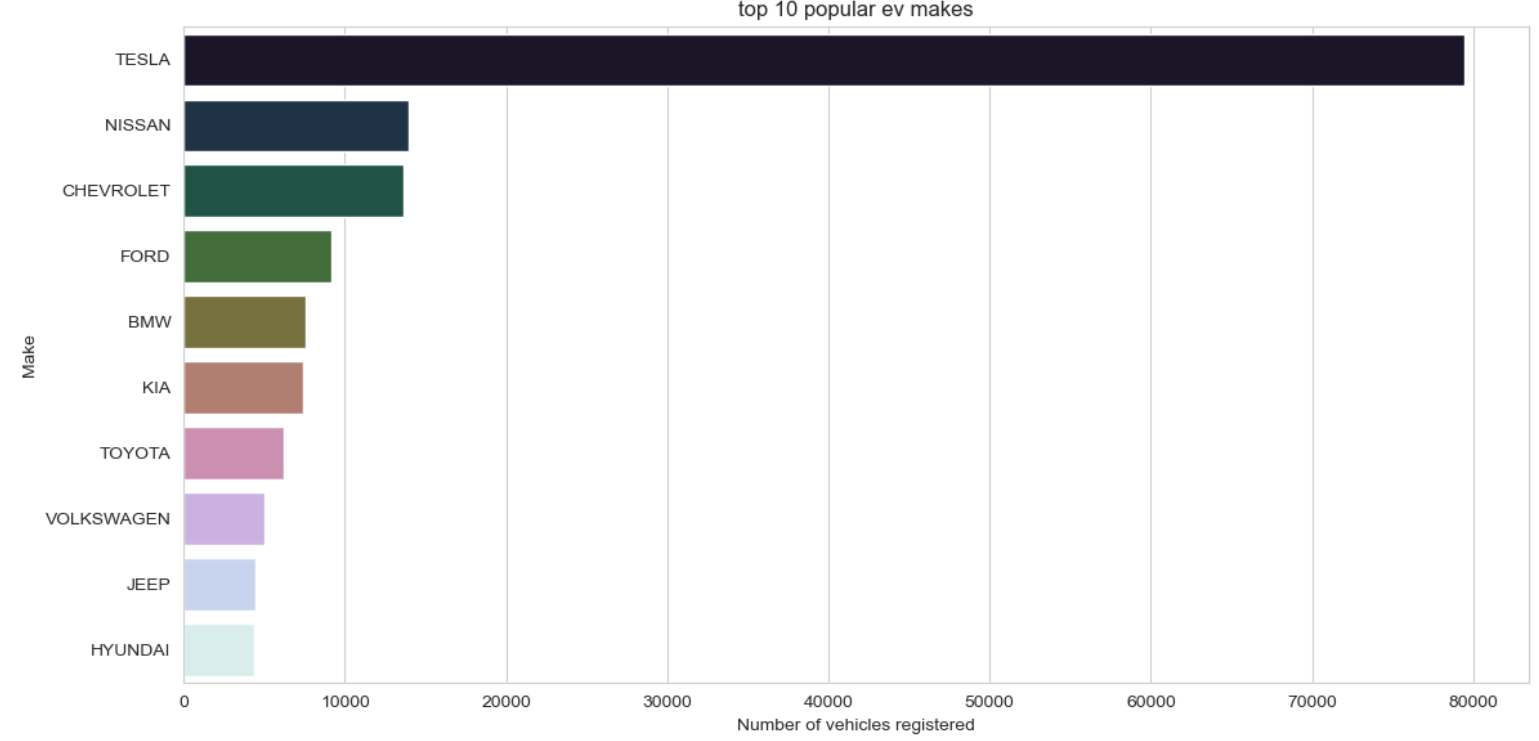 top 10 popular ev makes
TESLA
NISSAN
CHEVROLET
FORD
BMW
KIA
TOYOTA
VOLKSWAGEN
JEEP
HYUNDAI
Make
0 10000 20000 30000 40000 50000 60000 70000 80000
Number of vehicles registered